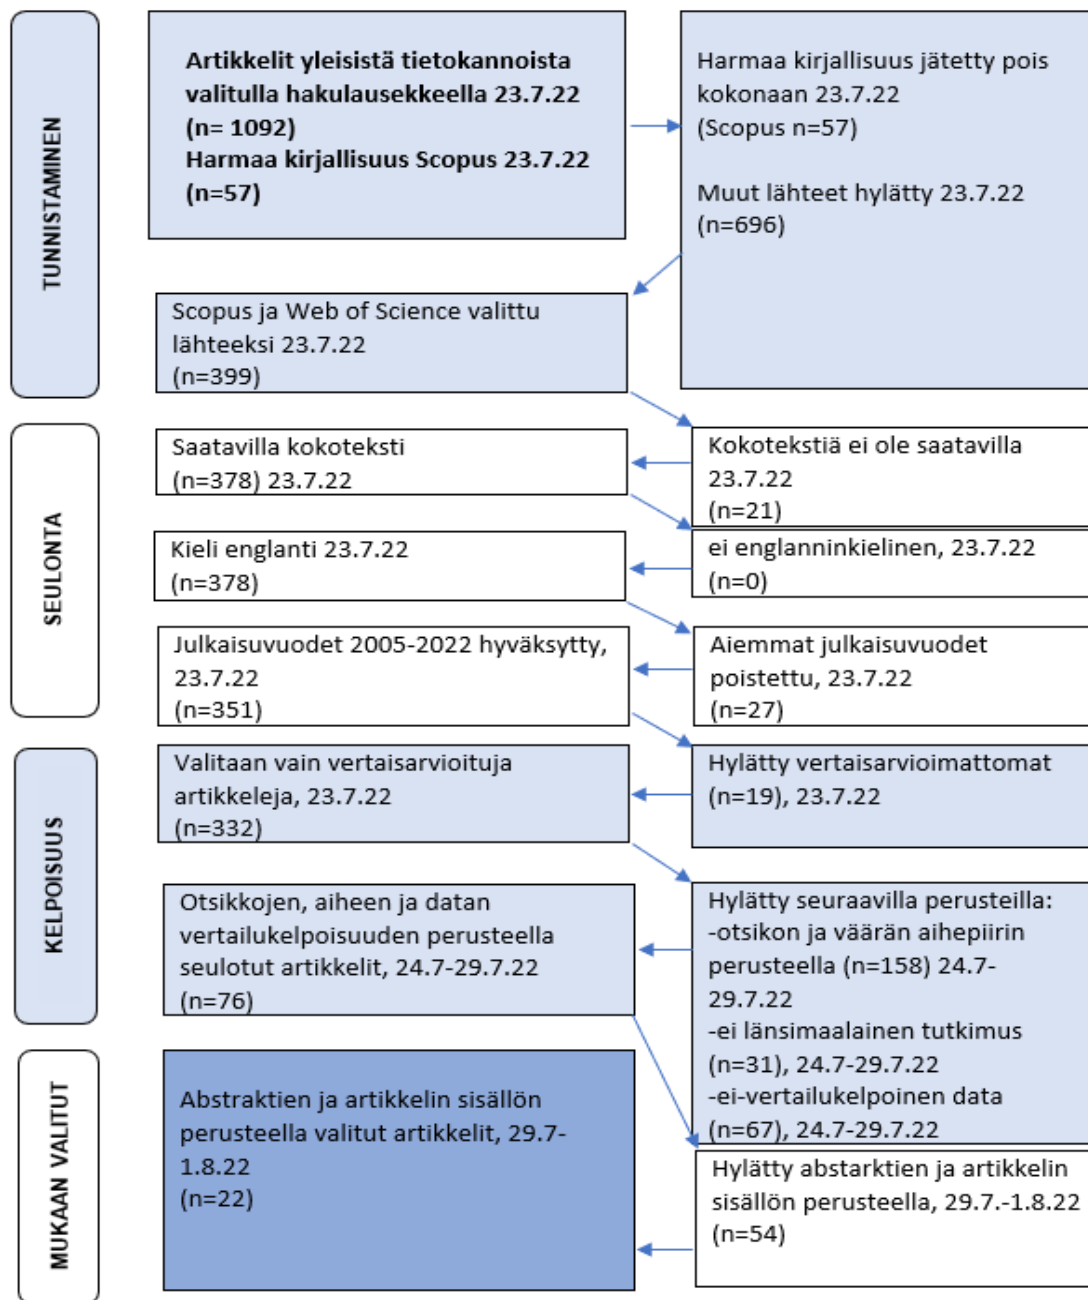 TUNNISTAMINEN
Artikkelit yleisistä tietokannoista
valitulla hakulausekkeella 23.7.22
(n= 1092)
Harmaa kirjallisuus Scopus 23.7.22
(n=57)
Harmaa kirjallisuus jätetty pois
kokonaan 23.7.22
(Scopus n=57)
Muut lähteet hylätty 23.7.22
(n=696)
Scopus ja Web of Science valittu
lähteeksi 23.7.22
(n=399)
SEULONTA
Saatavilla kokoteksti
(n=378) 23.7.22
Kokotekstiä ei ole saatavilla
23.7.22
(n=21)
Kieli englanti 23.7.22
(n=378)
ei englanninkielinen, 23.7.22
(n=0)
Julkaisuvuodet 2005-2022 hyväksytty,
23.7.22
(n=351)
Aiemmat julkaisuvuodet
poistettu, 23.7.22
(n=27)
KELPOISUUS
Valitaan vain vertaisarvioituja
artikkeleja, 23.7.22
(n=332)
Hylätty vertaisarvioimattomat
(n=19), 23.7.22
Otsikkojen, aiheen ja datan
vertailukelpoisuuden perusteella
seulotut artikkelit, 24.7-29.7.22
(n=76)
Hylätty seuraavilla perusteilla:
-otsikon ja väärän aihepiirin
perusteella (n=158) 24.7-
29.7.22
-ei länsimaalainen tutkimus
(n=31), 24.7-29.7.22
-ei-vertailukelpoinen data
(n=67), 24.7-29.7.22
MUKAAN VALITUT
Abstraktien ja artikkelin sisällön
perusteella valitut artikkelit, 29.7-
1.8.22
(n=22)
Hylätty abstarktien ja artikkelin
sisällön perusteella, 29.7.-1.8.22
(n=54)